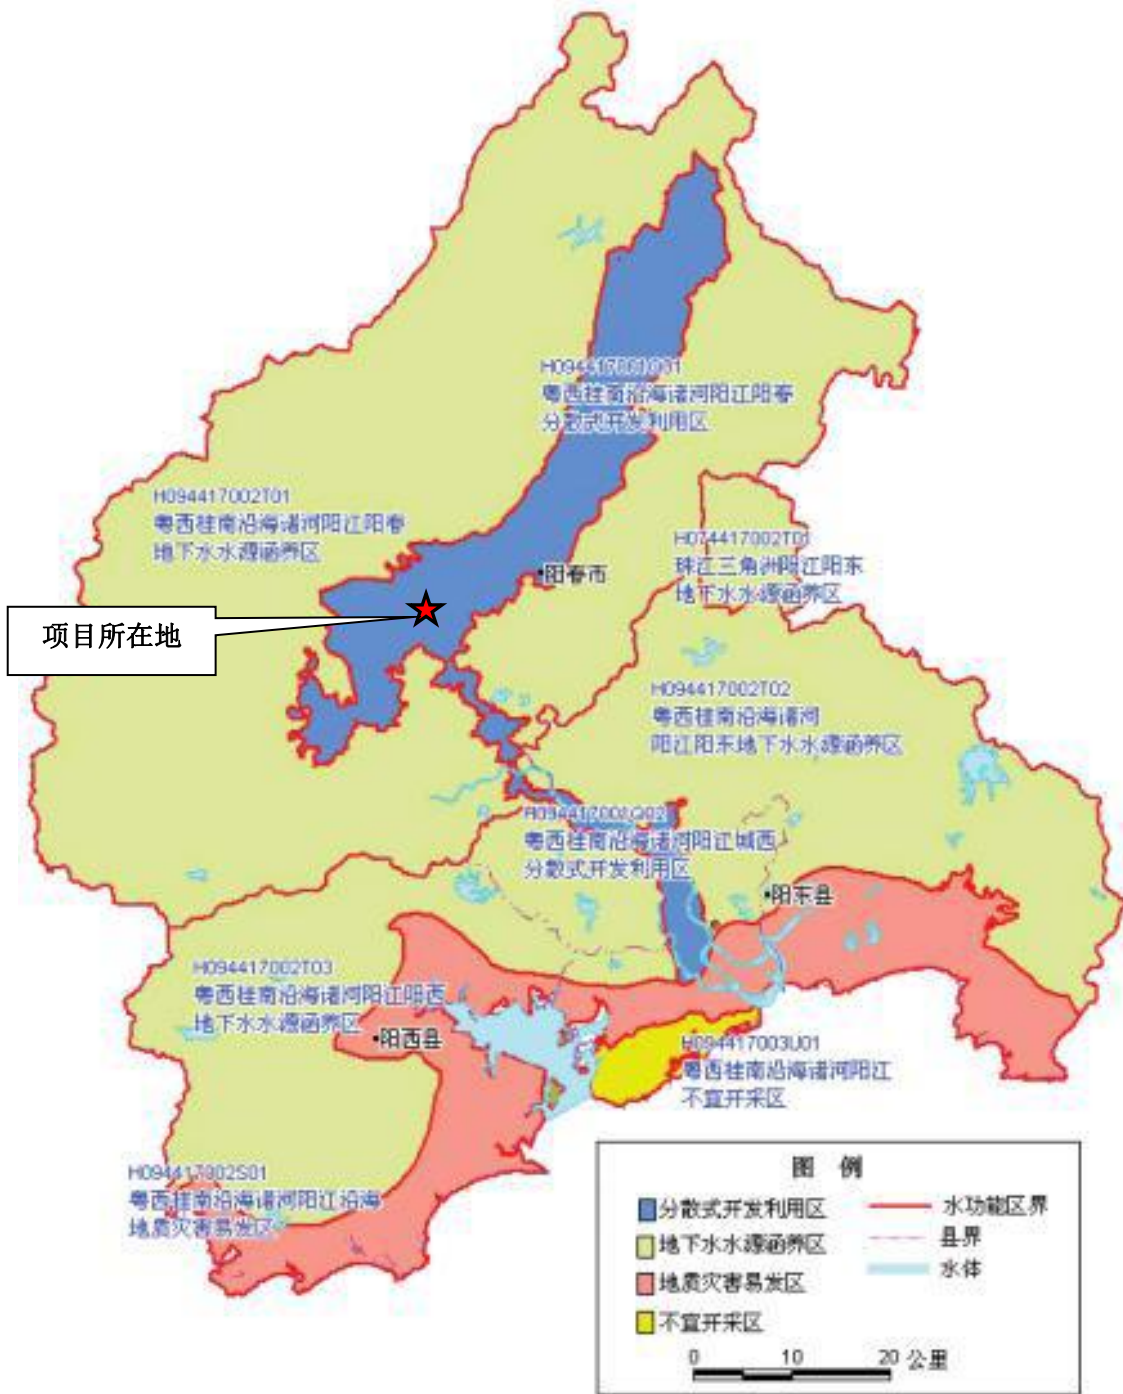 H094417001Q01
粤西桂南沿海诸河阳江阳春
分散式开发利用区
H094417002T01
粤西桂南沿海诸河阳江阳春
地下水水源涵养区
H074417002T01
珠江三角洲阳江阳东
地下水水源涵养区
阳春市
项目所在地
H094417002T02
粤西桂南沿海诸河
阳江阳东地下水水源涵养区
H094417001Q02
粤西桂南沿海诸河阳江城西
分散式开发利用区
阳东县
H094417002T03
粤西桂南沿海诸河阳江阳西
地下水水源涵养区
阳西县
H094417003U01
粤西桂南沿海诸河阳江
不宜开采区
H094417002S01
粤西桂南沿海诸河阳江沿海
地质灾害易发区
图 例
分散式开发利用区
水功能区界
地下水水源涵养区
县界
地质灾害易发区
水体
不宜开采区
0 10 20 公里